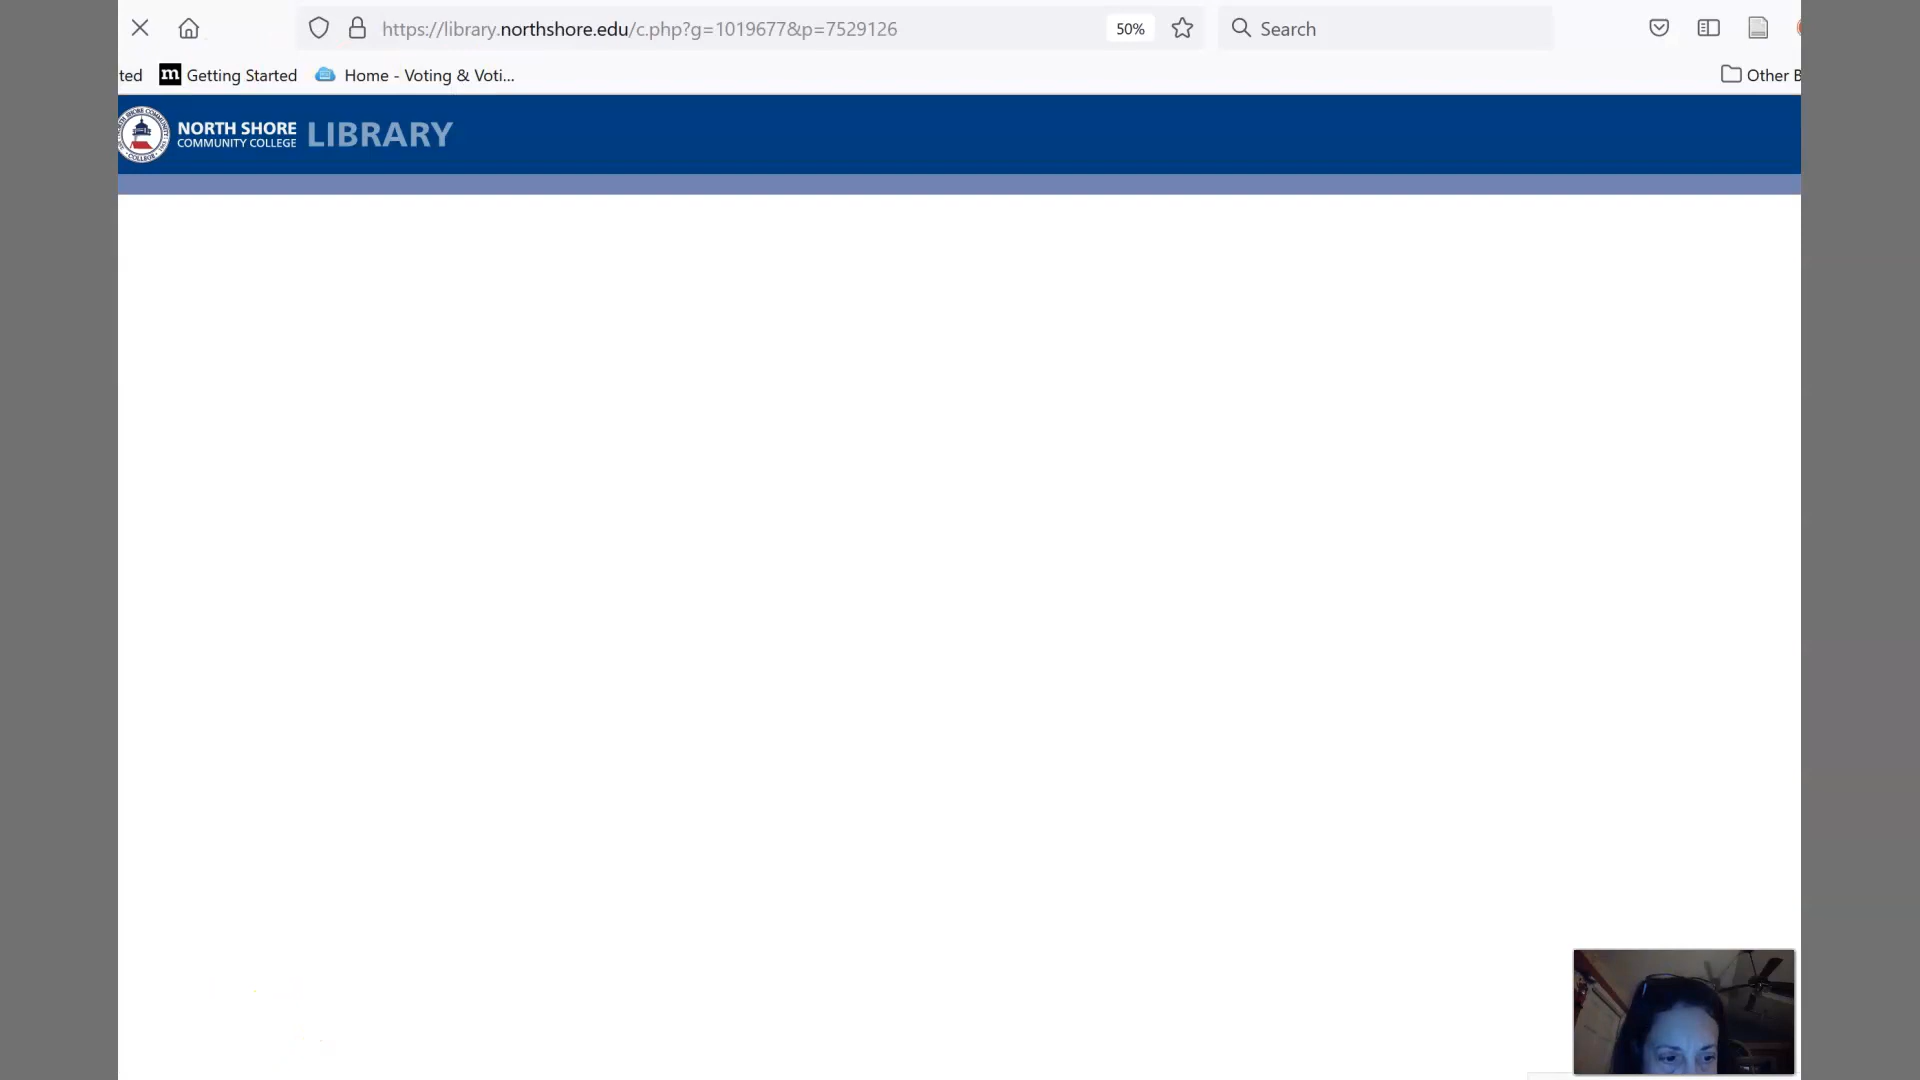 https://library.northshore.edu/c.php?g=1019677&p=7529126
50%
Search
ted
Getting Started
Home - Voting & Voti...
Other B
NORTH SHORE
COMMUNITY COLLEGE
LIBRARY